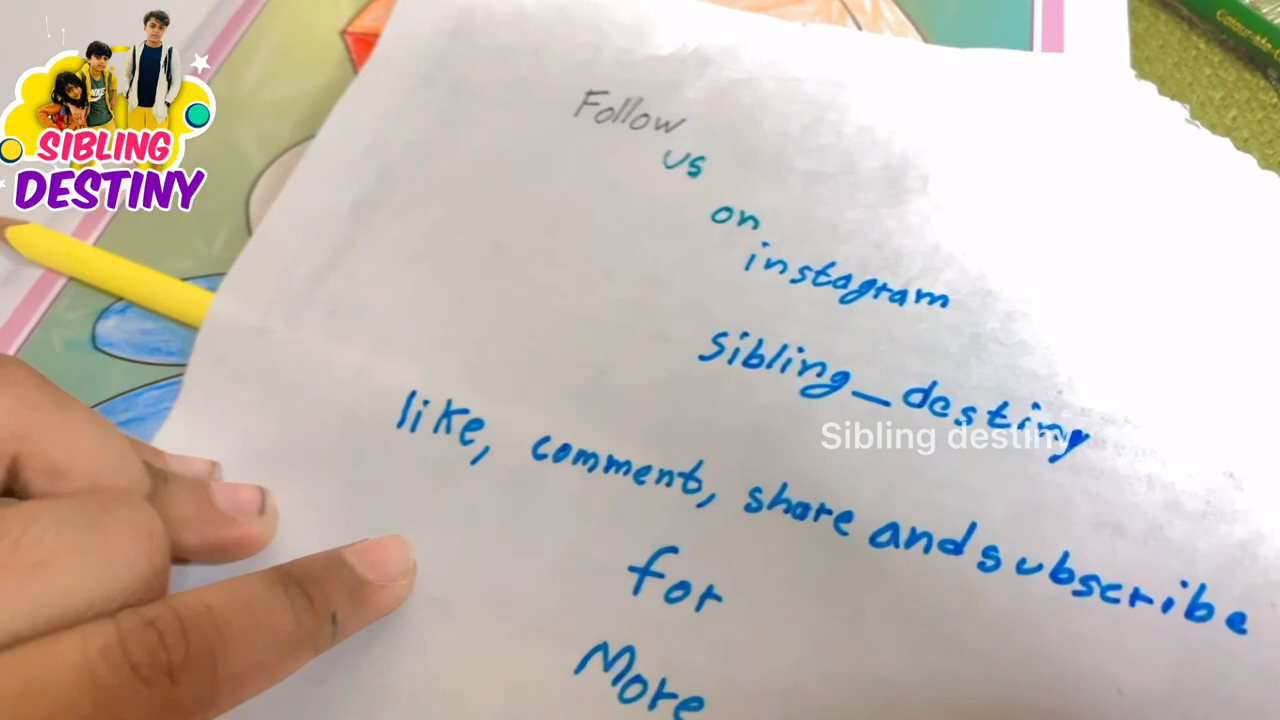 SIBLING
DESTINY
Follow
us
on
instagram
sibling_destiny
Sibling destiny
like, comment, share and subscribe
for
More